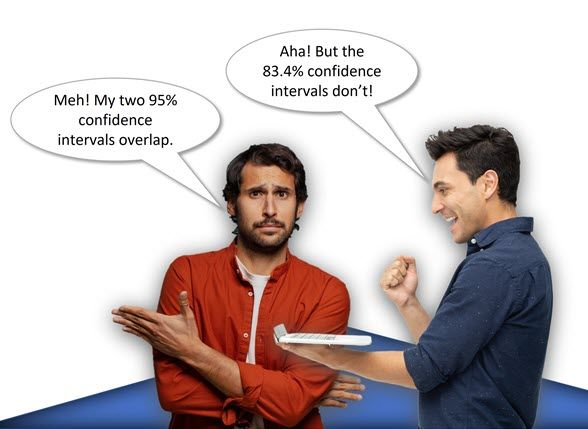 Meh! My two 95%
confidence
intervals overlap.
Aha! But the
83.4% confidence
intervals don’t!